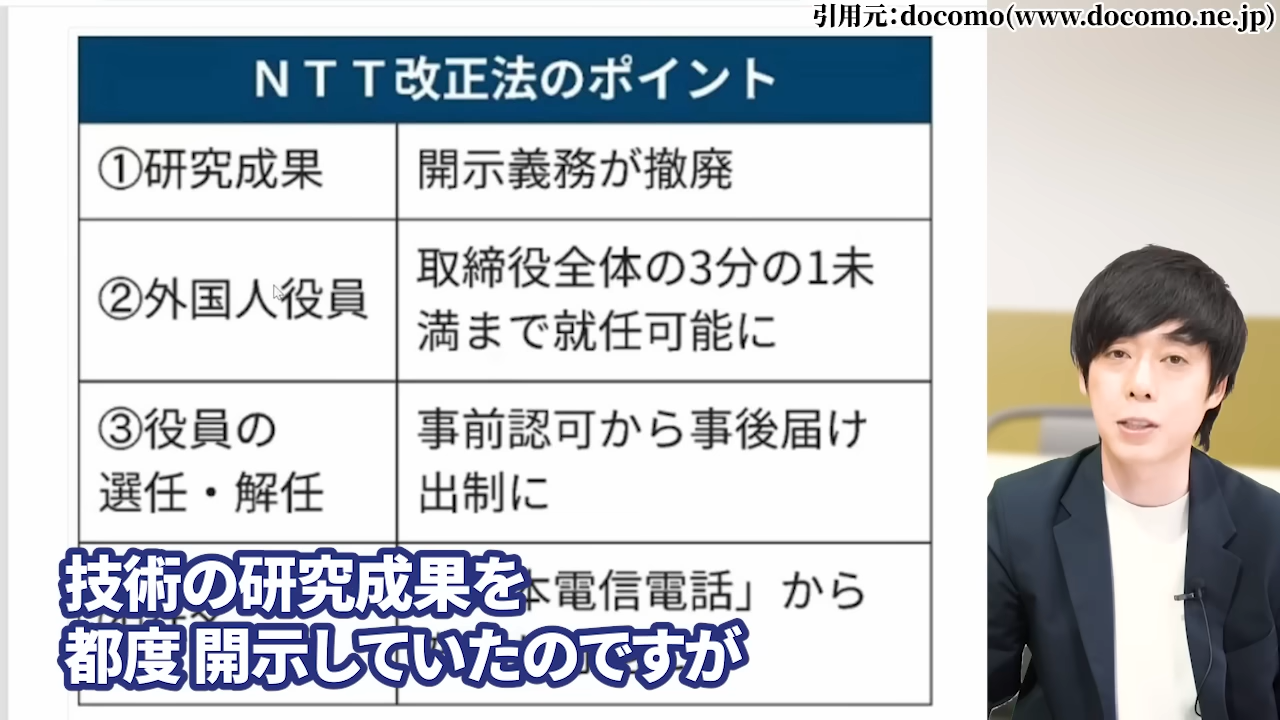 引用元：docomo(www.docomo.ne.jp)
ＮＴＴ改正法のポイント
①研究成果
開示義務が撤廃
②外国人役員
取締役全体の3分の1未
満まで就任可能に
③役員の
選任・解任
事前認可から事後届け
出制に
本電信電話」から
技術の研究成果を
都度 開示していたのですが